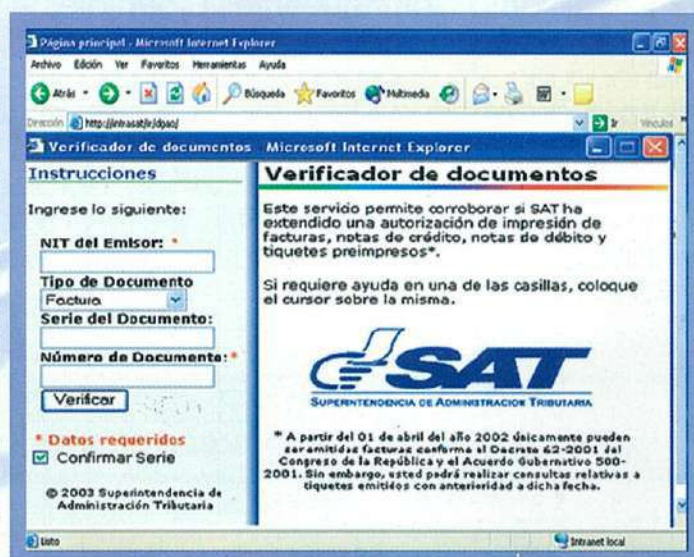 Página principal - Microsoft Internet Explorer
Archivo Edición Ver Favoritos Herramientas Ayuda
Atrás Búsqueda Favoritos Multimedia
Dirección http://intrasat/ir/dgao/ Ir Vínculos
Verificador de documentos - Microsoft Internet Explorer
Instrucciones
Ingrese lo siguiente:
NIT del Emisor: *
Tipo de Documento
Factura
Serie del Documento:
Número de Documento: *
Verificar
* Datos requeridos
Confirmar Serie
© 2003 Superintendencia de
Administración Tributaria
Verificador de documentos
Este servicio permite corroborar si SAT ha
extendido una autorización de impresión de
facturas, notas de crédito, notas de débito y
tiquetes preimpresos*.
Si requiere ayuda en una de las casillas, coloque
el cursor sobre la misma.
SAT
SUPERINTENDENCIA DE ADMINISTRACION TRIBUTARIA
* A partir del 01 de abril del año 2002 únicamente pueden
ser emitidas facturas conforme al Decreto 62-2001 del
Congreso de la República y el Acuerdo Gubernativo 500-
2001. Sin embargo, usted podrá realizar consultas relativas a
tiquetes emitidos con anterioridad a dicha fecha.
Listo Intranet local